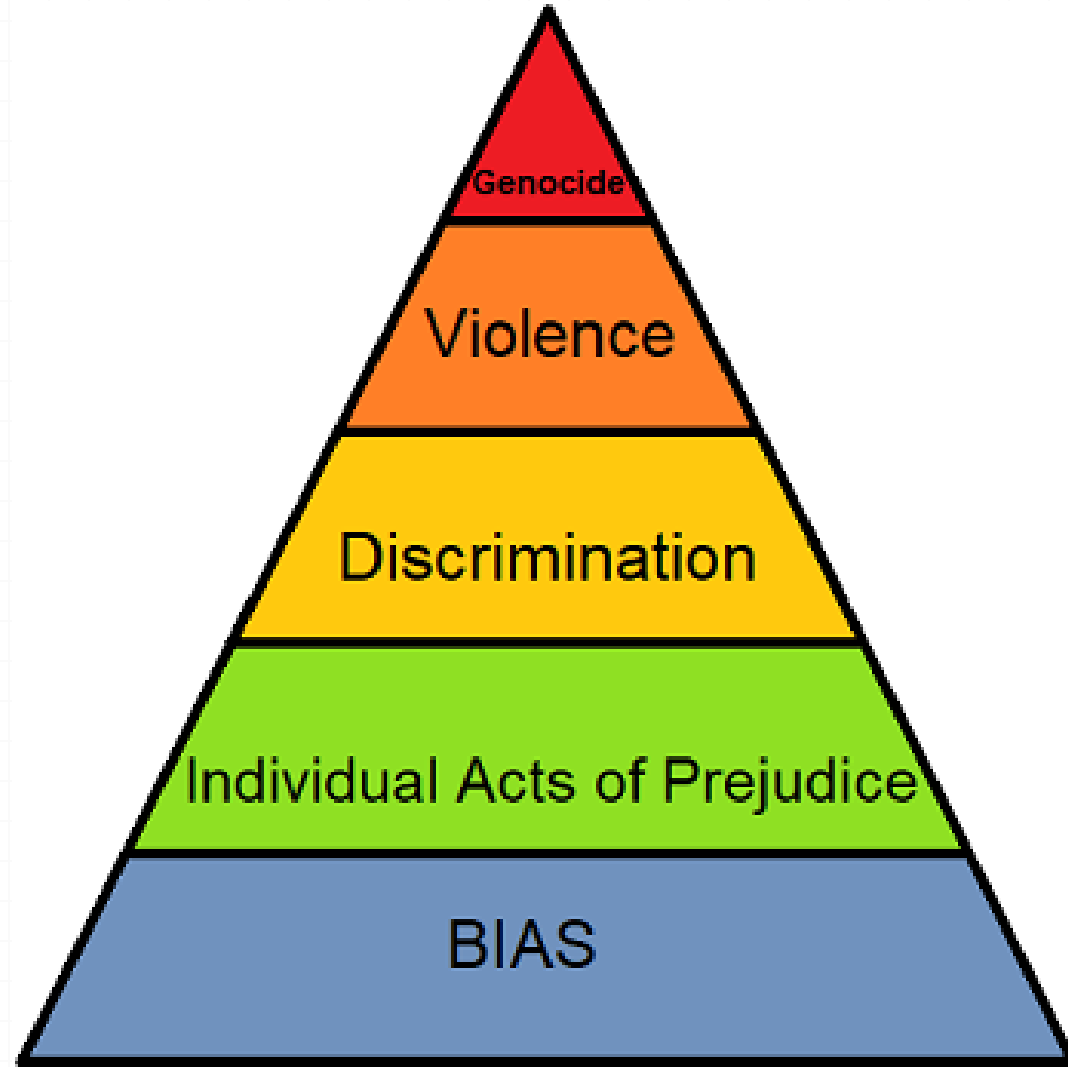 Genocide
Violence
Discrimination
Individual Acts of Prejudice
BIAS